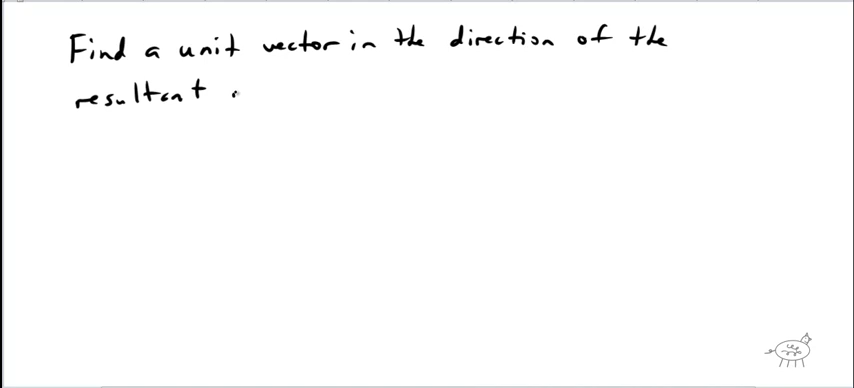 Find a unit vector in the direction of the
resultant